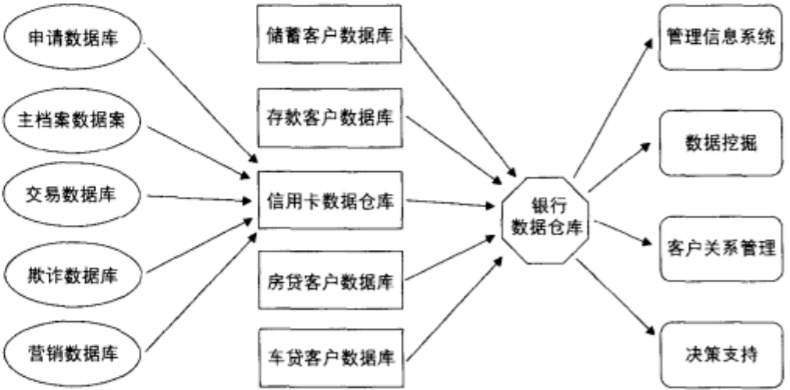 申请数据库
主档案数据案
交易数据库
欺诈数据库
营销数据库
储蓄客户数据库
存款客户数据库
信用卡数据仓库
房贷客户数据库
车贷客户数据库
银行
数据仓库
管理信息系统
数据挖掘
客户关系管理
决策支持